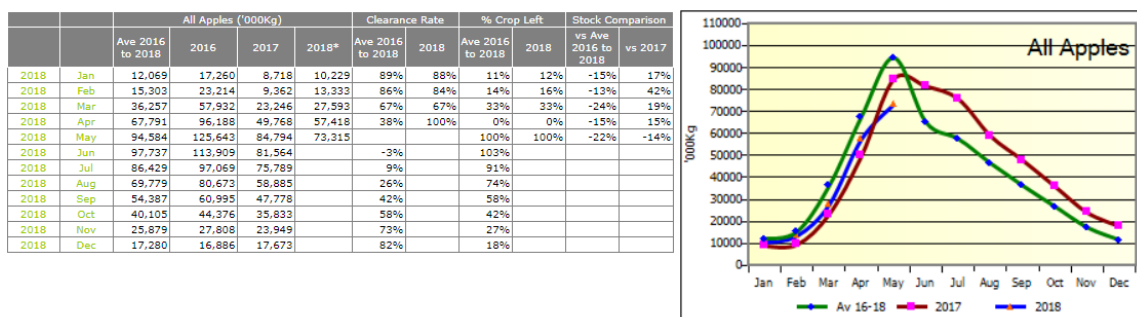 All Apples ('000Kg) Clearance Rate % Crop Left Stock Comparison
Ave 2016 to 2018 2016 2017 2018* Ave 2016 to 2018 2018 Ave 2016 to 2018 2018 vs Ave 2016 to 2018 vs 2017
2018 Jan 12,069 17,260 8,718 10,229 89% 88% 11% 12% -15% 17%
2018 Feb 15,303 23,214 9,362 13,333 86% 84% 14% 16% -13% 42%
2018 Mar 36,257 57,932 23,246 27,593 67% 67% 33% 33% -24% 19%
2018 Apr 67,791 96,188 49,768 57,418 38% 100% 0% 0% -15% 15%
2018 May 94,584 125,643 84,794 73,315 100% 100% -22% -14%
2018 Jun 97,737 113,909 81,564 -3% 103%
2018 Jul 86,429 97,069 75,789 9% 91%
2018 Aug 69,779 80,673 58,885 26% 74%
2018 Sep 54,387 60,995 47,778 42% 58%
2018 Oct 40,105 44,376 35,833 58% 42%
2018 Nov 25,879 27,808 23,949 73% 27%
2018 Dec 17,280 16,886 17,673 82% 18%
All Apples
'000Kg
110000
100000
90000
80000
70000
60000
50000
40000
30000
20000
10000
0
Jan Feb Mar Apr May Jun Jul Aug Sep Oct Nov Dec
Av 16-18 2017 2018